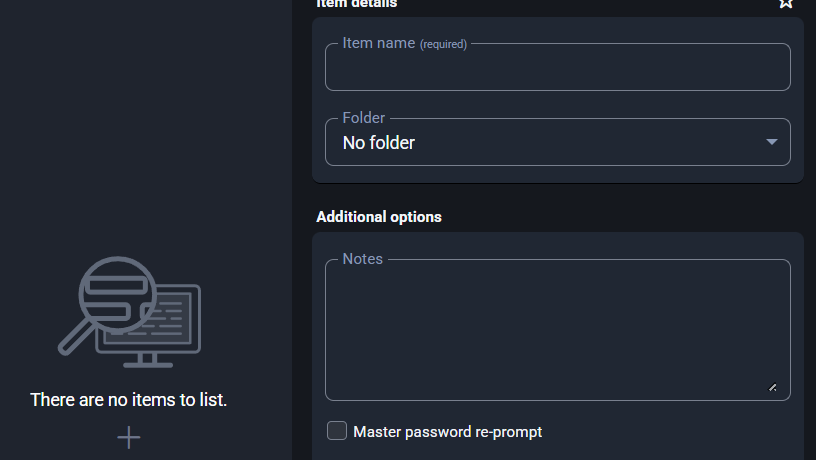 Item details
Item name (required)
Folder
No folder
Additional options
Notes
There are no items to list.
Master password re-prompt